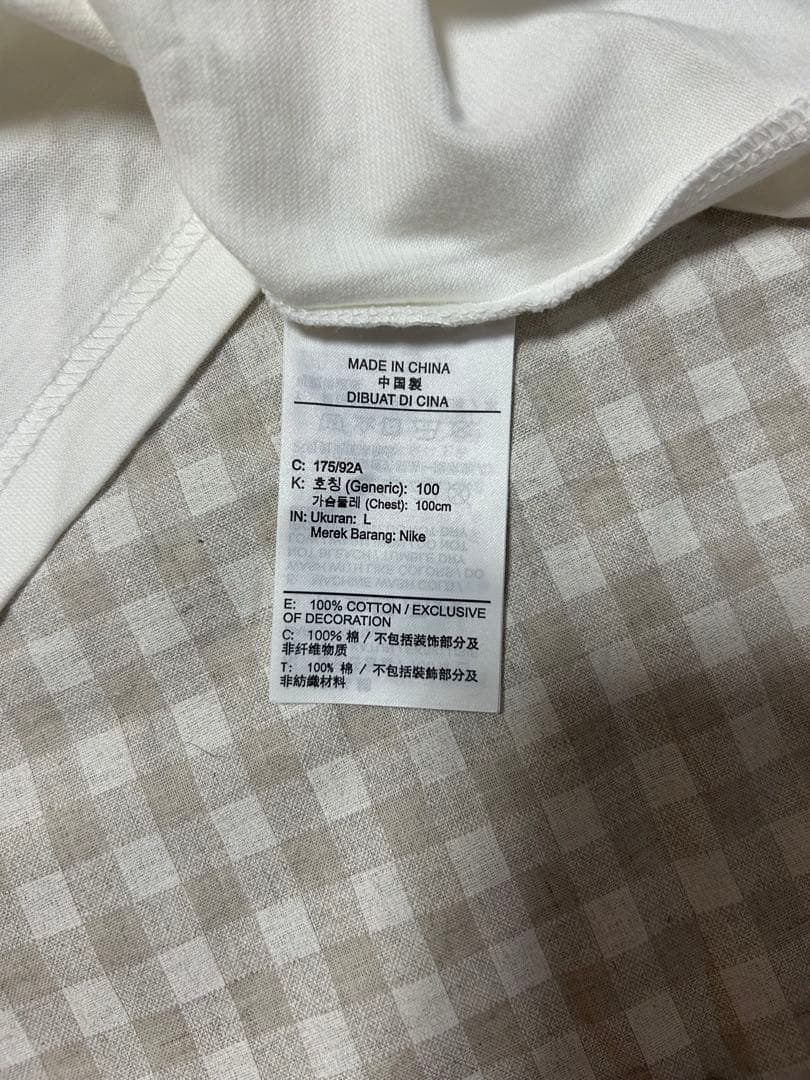 MADE IN CHINA
中国製
DIBUAT DI CINA
C: 175/92A
K: 호칭 (Generic): 100
가슴둘레 (Chest): 100cm
IN: Ukuran: L
Merek Barang: Nike
E: 100% COTTON / EXCLUSIVE
OF DECORATION
C: 100% 棉 / 不包括装饰部分及
非纤维物质
T: 100% 棉 / 不包括裝飾部分及
非紡織材料